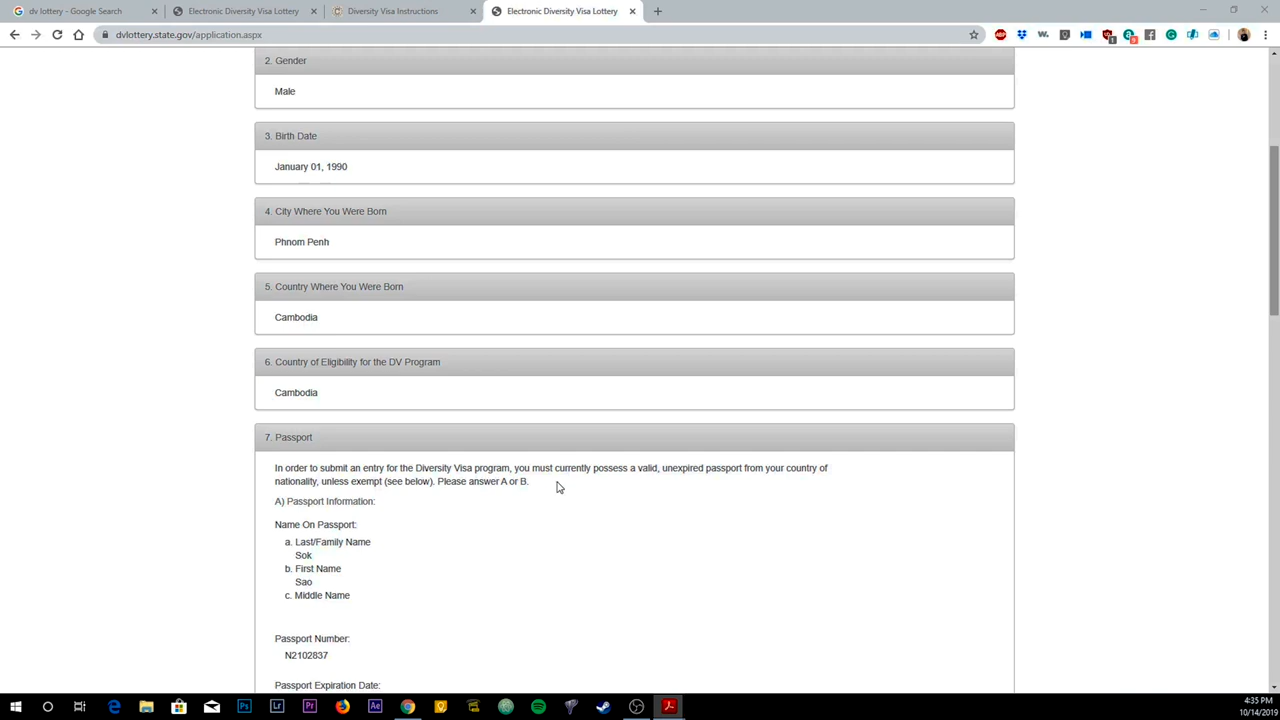 dv lottery - Google Search
Electronic Diversity Visa Lottery
Diversity Visa Instructions
Electronic Diversity Visa Lottery
dvlottery.state.gov/application.aspx
2. Gender
Male
3. Birth Date
January 01, 1990
4. City Where You Were Born
Phnom Penh
5. Country Where You Were Born
Cambodia
6. Country of Eligibility for the DV Program
Cambodia
7. Passport
In order to submit an entry for the Diversity Visa program, you must currently possess a valid, unexpired passport from your country of
nationality, unless exempt (see below). Please answer A or B.
A) Passport Information:
Name On Passport:
a. Last/Family Name
Sok
b. First Name
Sao
c. Middle Name
Passport Number:
N2102837
Passport Expiration Date:
4:35 PM
10/14/2019